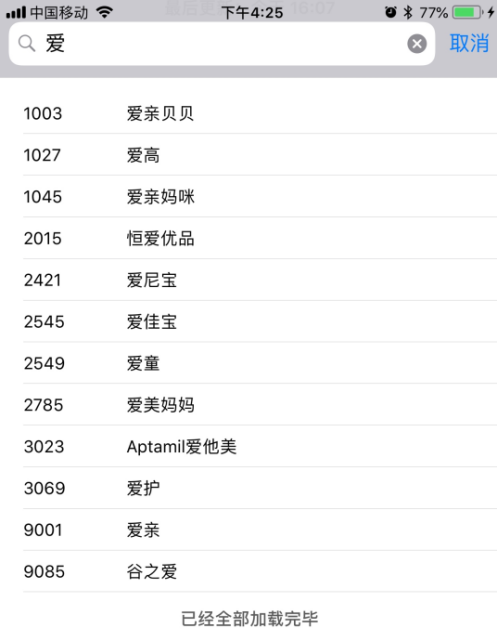 中国移动 下午4:25 77%
爱 取消
1003 爱亲贝贝
1027 爱高
1045 爱亲妈咪
2015 恒爱优品
2421 爱尼宝
2545 爱佳宝
2549 爱童
2785 爱美妈妈
3023 Aptamil爱他美
3069 爱护
9001 爱亲
9085 谷之爱
已经全部加载完毕